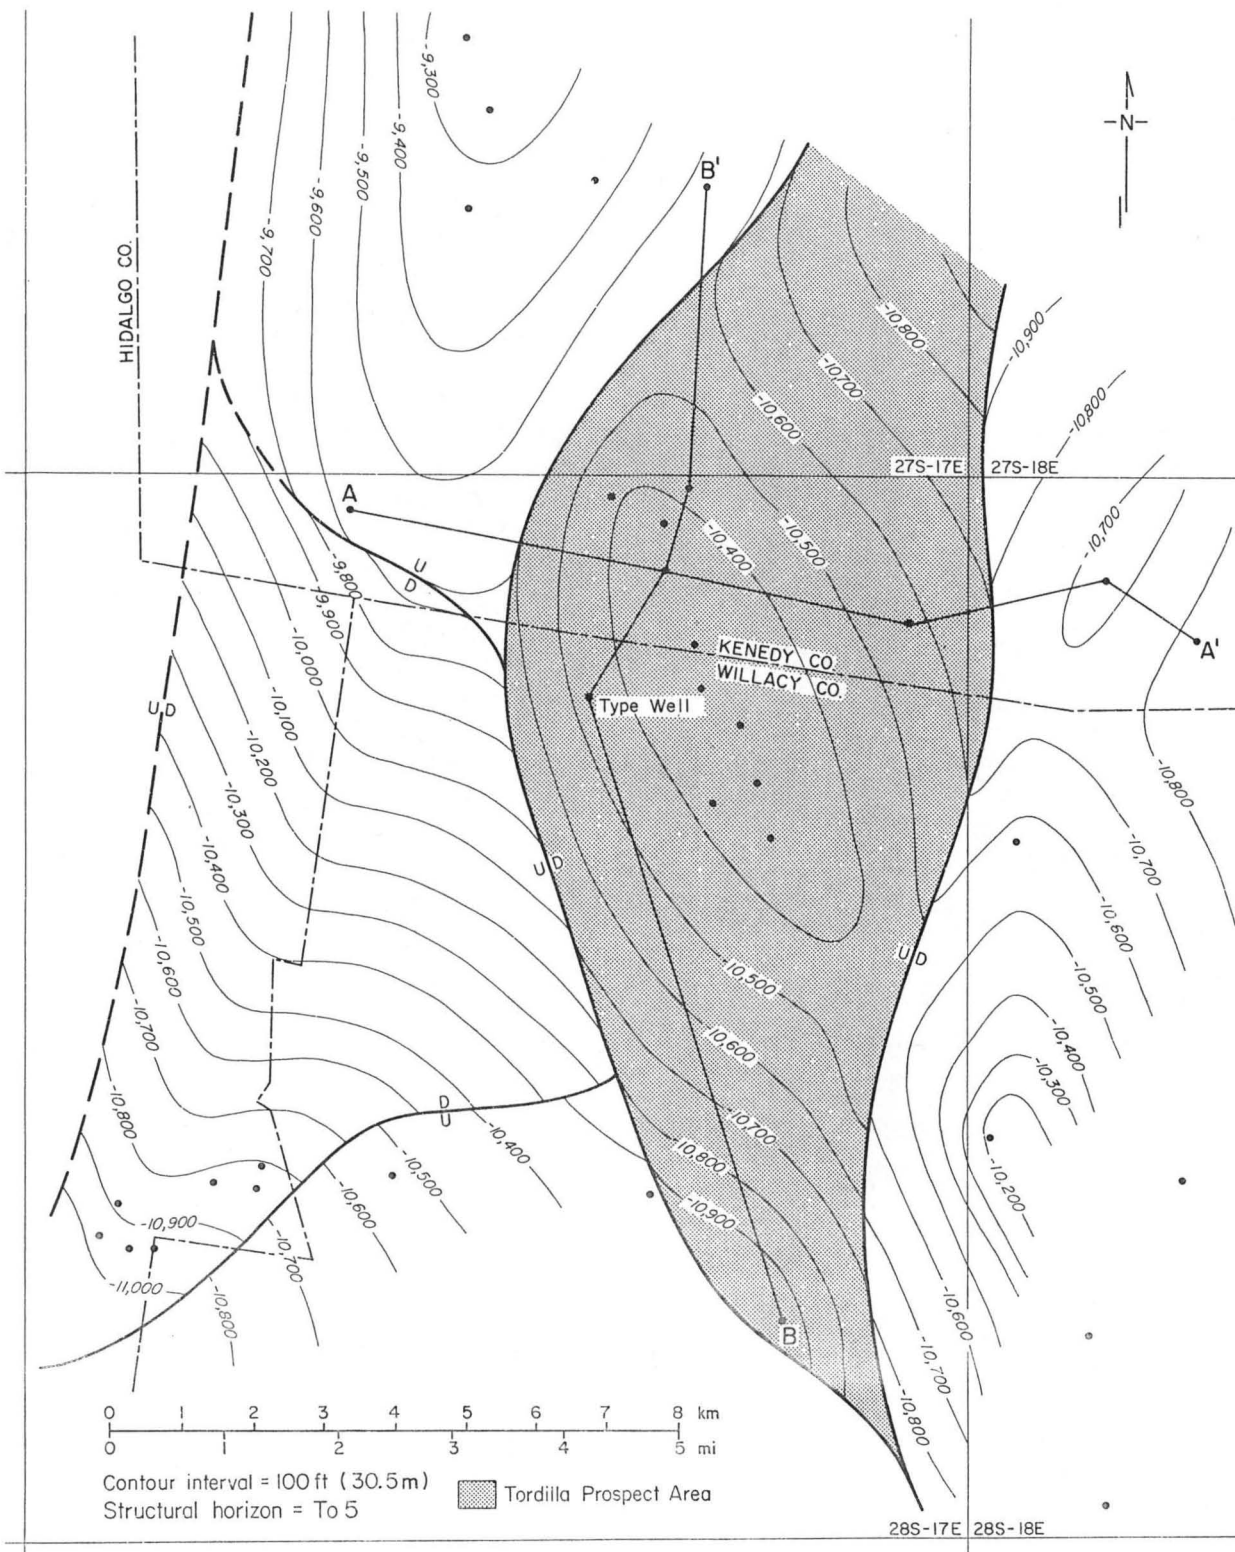 -9,300
-9,400
-9,500
-9,600
-9,700
B'
-N-
HIDALGO CO.
-10,800
-10,900
-10,700
-10,600
-10,800
27S-17E
27S-18E
A
-10,400
-10,500
-10,700
U
D
-9,800
-9,900
-10,000
KENEDY CO.
WILLACY CO.
A'
U D
Type Well
-10,100
-10,200
-10,300
-10,800
-10,700
U D
-10,400
-10,500
-10,600
-10,600
U D
-10,500
-10,500
-10,600
-10,700
-10,400
-10,300
D
U
-10,800
-10,700
-10,400
-10,800
-10,500
-10,200
-10,600
-10,900
-10,900
-10,700
-11,000
-10,800
B
-10,600
-10,700
-10,800
0 1 2 3 4 5 6 7 8 km
0 1 2 3 4 5 mi
Contour interval = 100 ft (30.5m)
Structural horizon = To 5
Tordilla Prospect Area
28S-17E
28S-18E